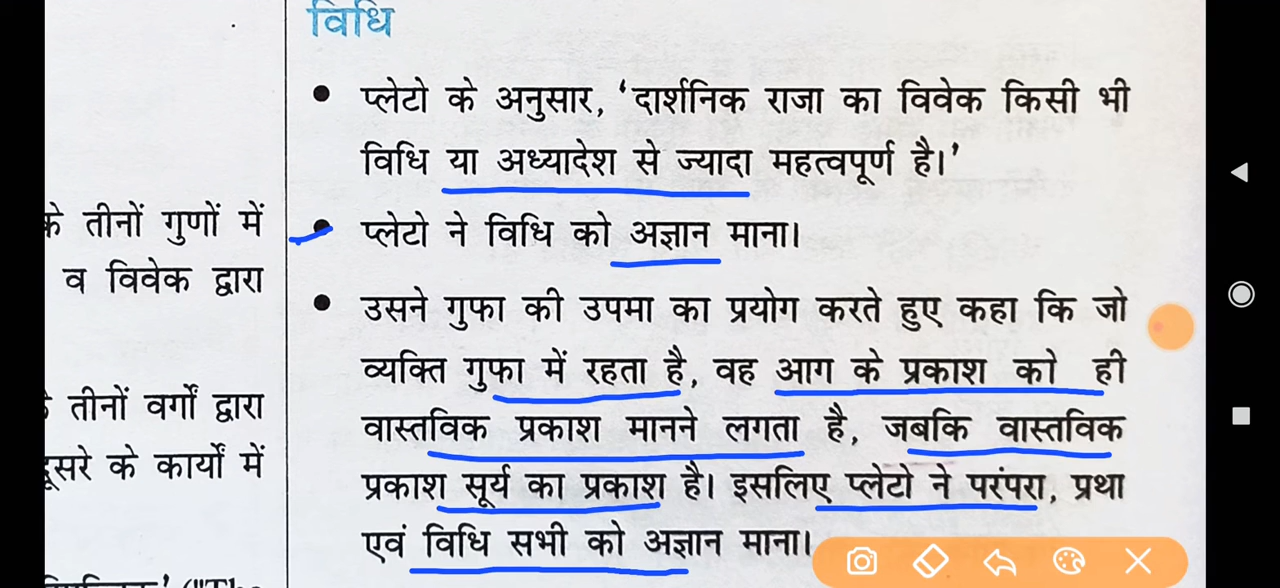 विधि
• प्लेटो के अनुसार, ‘दार्शनिक राजा का विवेक किसी भी
विधि या अध्यादेश से ज्यादा महत्वपूर्ण है।’
• प्लेटो ने विधि को अज्ञान माना।
• उसने गुफा की उपमा का प्रयोग करते हुए कहा कि जो
व्यक्ति गुफा में रहता है, वह आग के प्रकाश को ही
वास्तविक प्रकाश मानने लगता है, जबकि वास्तविक
प्रकाश सूर्य का प्रकाश है। इसलिए प्लेटो ने परंपरा, प्रथा
एवं विधि सभी को अज्ञान माना।
के तीनों गुणों में
व विवेक द्वारा
तीनों वर्गों द्वारा
दूसरे के कार्यों में